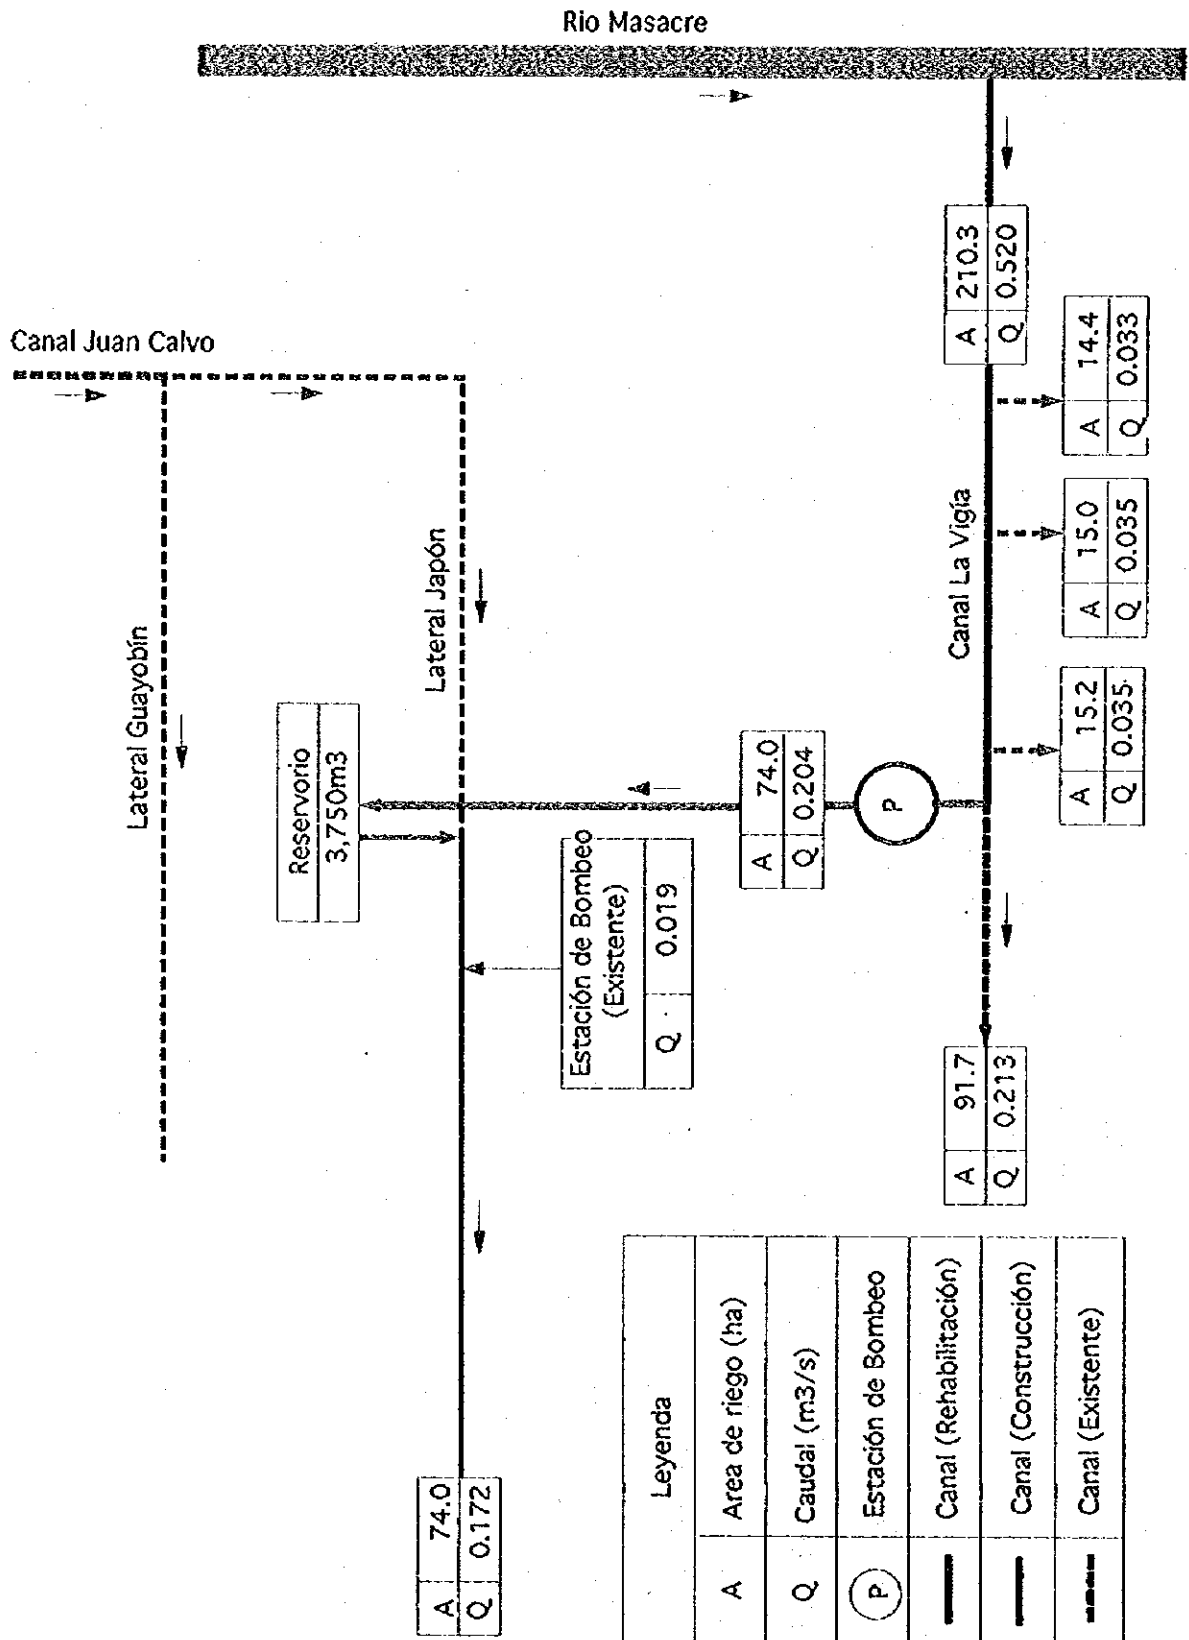 Rio Masacre
Canal Juan Calvo
Lateral Guayobín
Lateral Japón
Reservorio
3,750m3
Estación de Bombeo
(Existente)
Q 0.019
A 74.0
Q 0.204
P
Canal La Vigía
A 210.3
Q 0.520
A 14.4
Q 0.033
A 15.0
Q 0.035
A 15.2
Q 0.035
A 91.7
Q 0.213
A 74.0
Q 0.172
Leyenda
A Area de riego (ha)
Q Caudal (m3/s)
P Estación de Bombeo
Canal (Rehabilitación)
Canal (Construcción)
Canal (Existente)